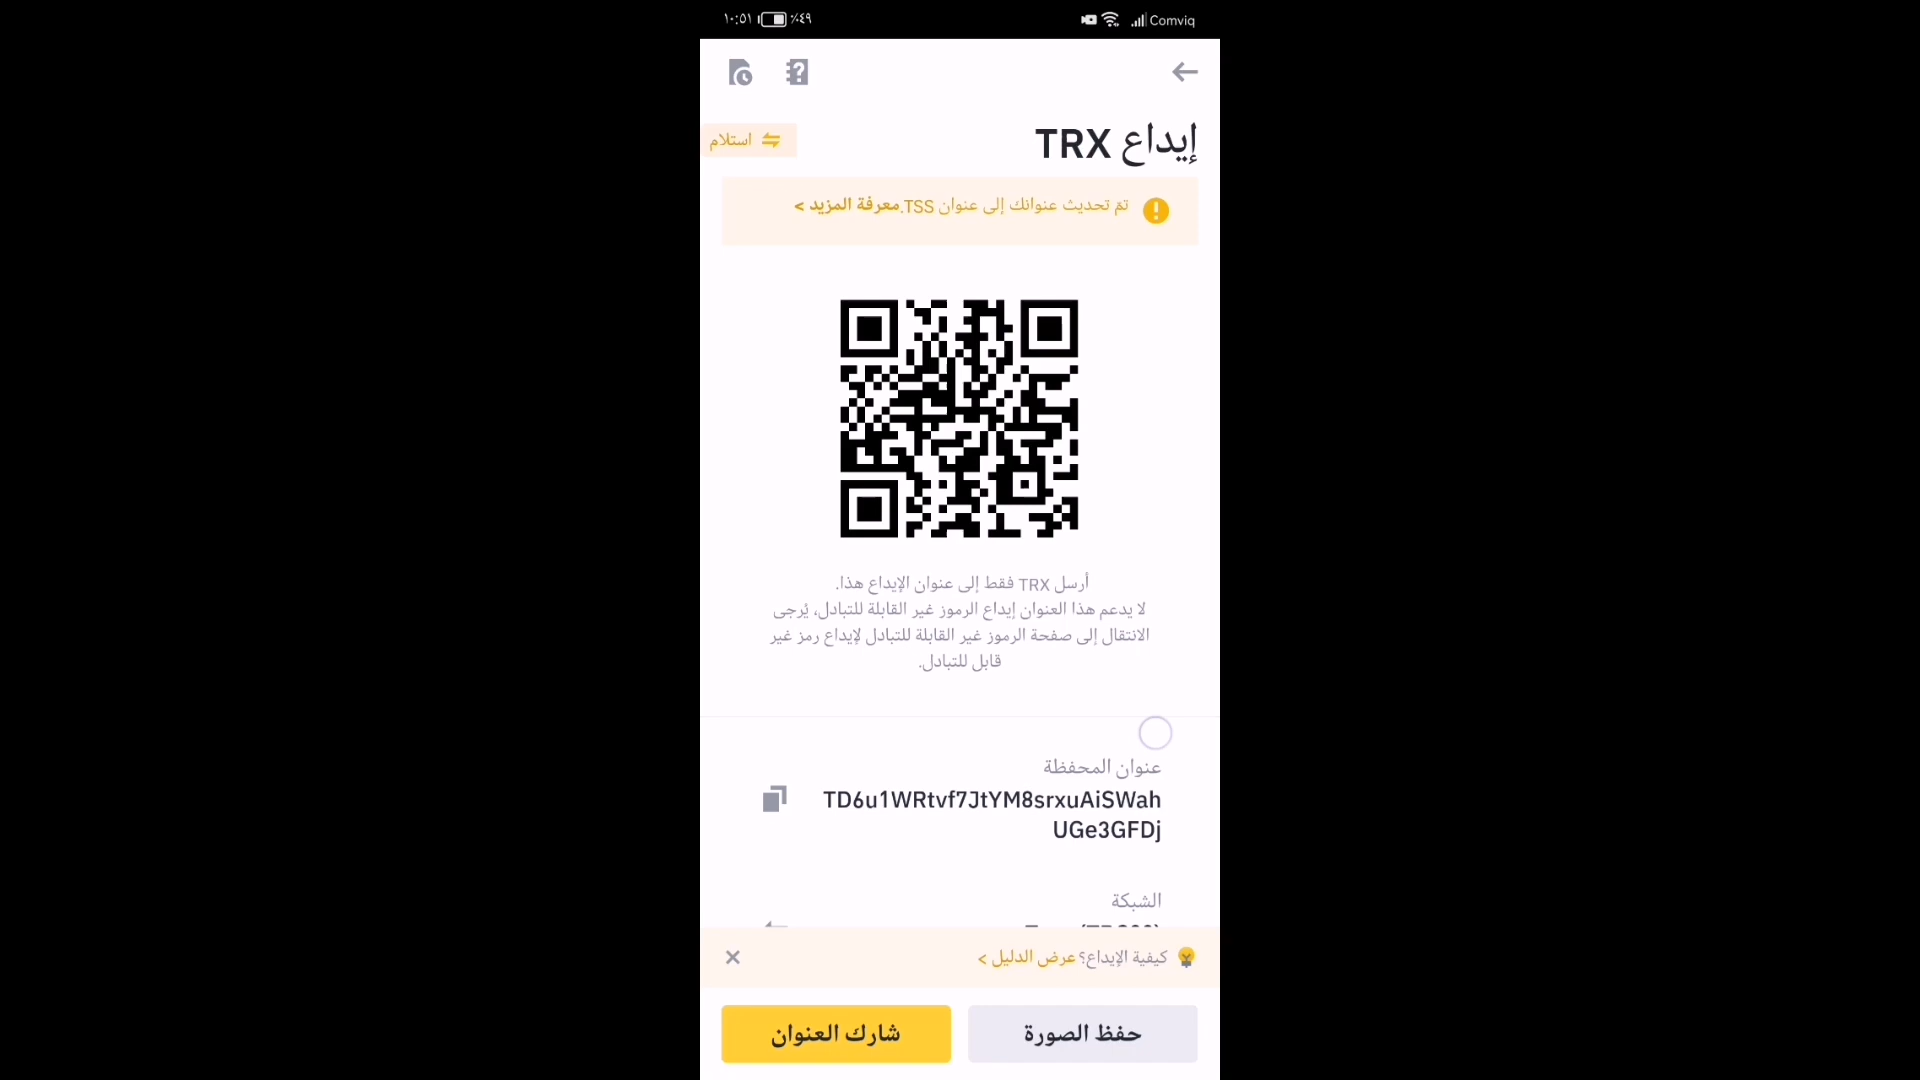 ١٠:٥١ ٪٤٩ Comviq
إيداع TRX
استلام
تمّ تحديث عنوانك إلى عنوان TSS.معرفة المزيد >
أرسل TRX فقط إلى عنوان الإيداع هذا.
لا يدعم هذا العنوان إيداع الرموز غير القابلة للتبادل، يُرجى
الانتقال إلى صفحة الرموز غير القابلة للتبادل لإيداع رمز غير
قابل للتبادل.
عنوان المحفظة
TD6u1WRtvf7JtYM8srxuAiSWah
UGe3GFDj
الشبكة
كيفية الإيداع؟ عرض الدليل >
حفظ الصورة
شارك العنوان